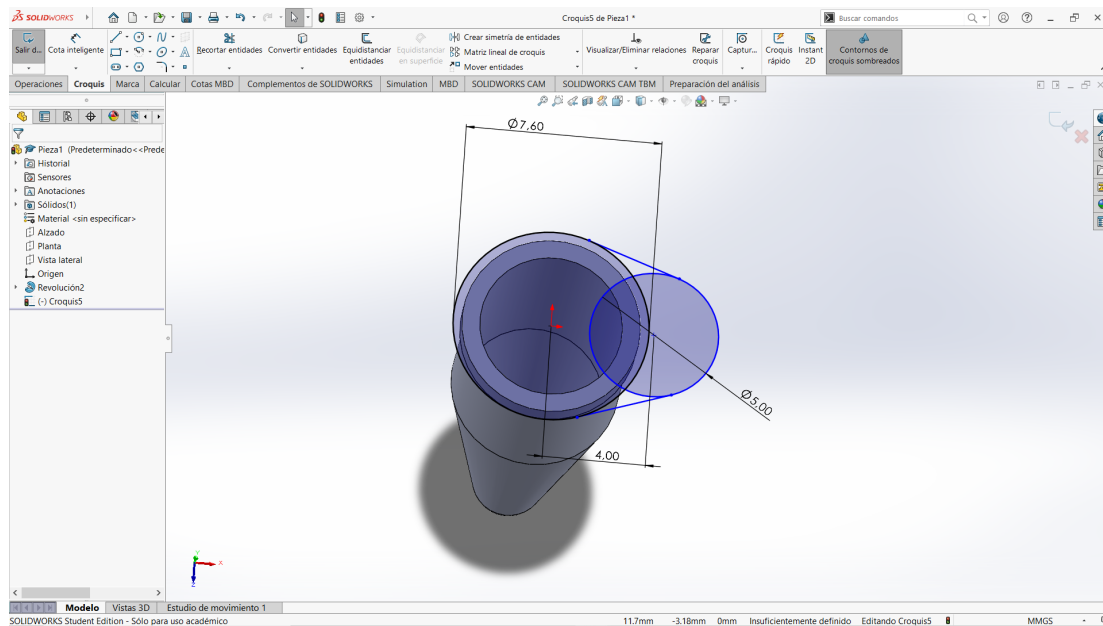 SOLIDWORKS
Croquis5 de Pieza1 *
Buscar comandos
Salir d...
Cota inteligente
Recortar entidades
Convertir entidades
Equidistanciar entidades
Equidistanciar en superficie
Crear simetría de entidades
Matriz lineal de croquis
Mover entidades
Visualizar/Eliminar relaciones
Reparar croquis
Captur...
Croquis rápido
Instant 2D
Contornos de croquis sombreados
Operaciones
Croquis
Marca
Calcular
Cotas MBD
Complementos de SOLIDWORKS
Simulation
MBD
SOLIDWORKS CAM
SOLIDWORKS CAM TBM
Preparación del análisis
Pieza1 (Predeterminado<<Prede
Historial
Sensores
Anotaciones
Sólidos(1)
Material <sin especificar>
Alzado
Planta
Vista lateral
Origen
Revolución2
(-) Croquis5
Ø7,60
Ø5,00
4,00
Y
X
Z
Modelo
Vistas 3D
Estudio de movimiento 1
SOLIDWORKS Student Edition - Sólo para uso académico
11.7mm
-3.18mm
0mm
Insuficientemente definido
Editando Croquis5
MMGS